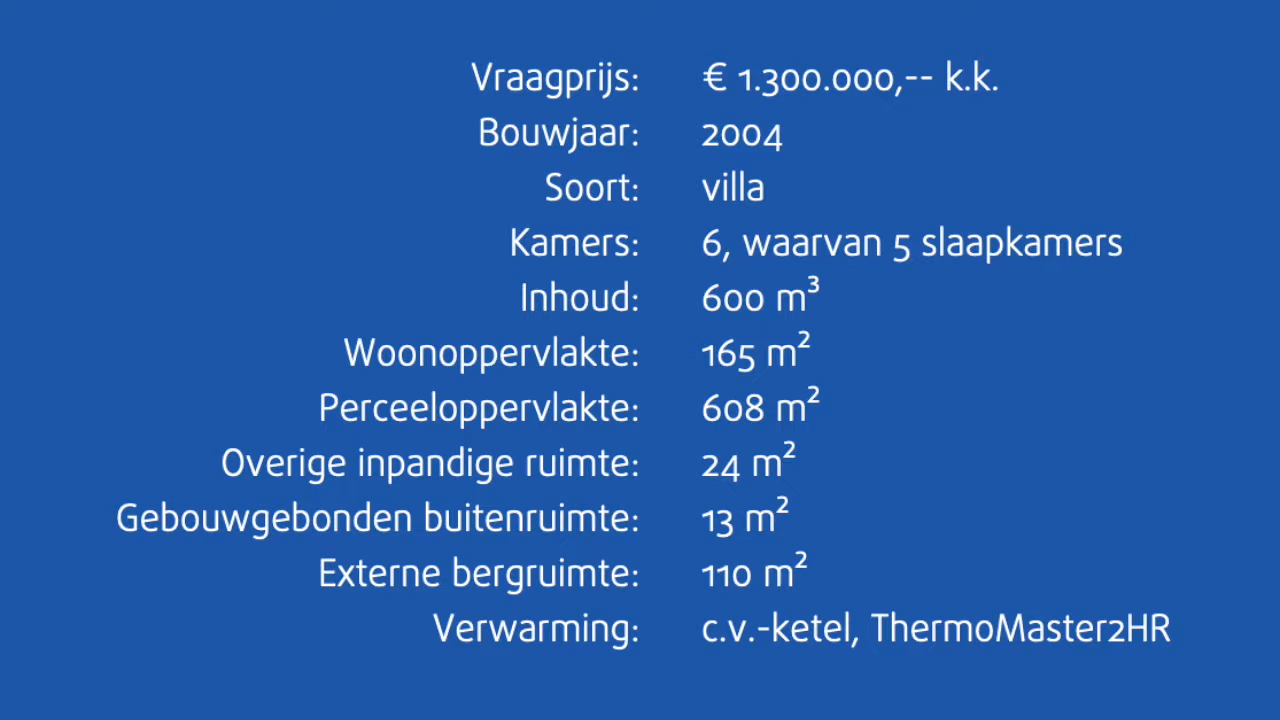 Vraagprijs: € 1.300.000,-- k.k.
Bouwjaar: 2004
Soort: villa
Kamers: 6, waarvan 5 slaapkamers
Inhoud: 600 m³
Woonoppervlakte: 165 m²
Perceeloppervlakte: 608 m²
Overige inpandige ruimte: 24 m²
Gebouwgebonden buitenruimte: 13 m²
Externe bergruimte: 110 m²
Verwarming: c.v.-ketel, ThermoMaster2HR